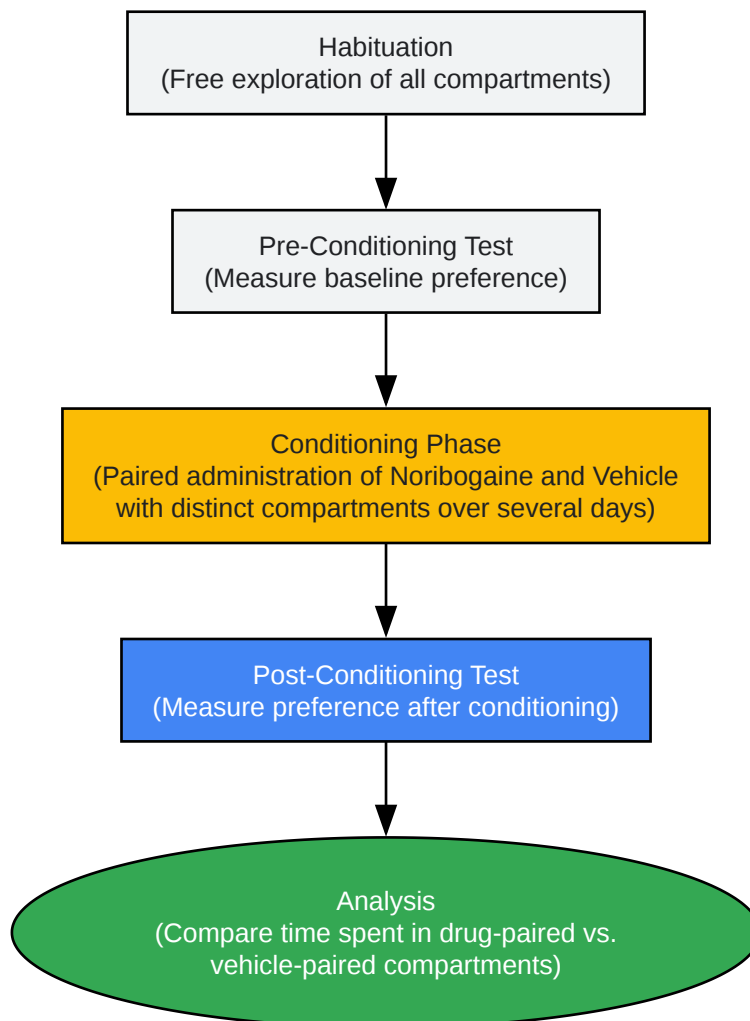 Habituation
(Free exploration of all compartments)
Pre-Conditioning Test
(Measure baseline preference)
Conditioning Phase
(Paired administration of Noribogaine and Vehicle
with distinct compartments over several days)
Post-Conditioning Test
(Measure preference after conditioning)
Analysis
(Compare time spent in drug-paired vs.
vehicle-paired compartments)